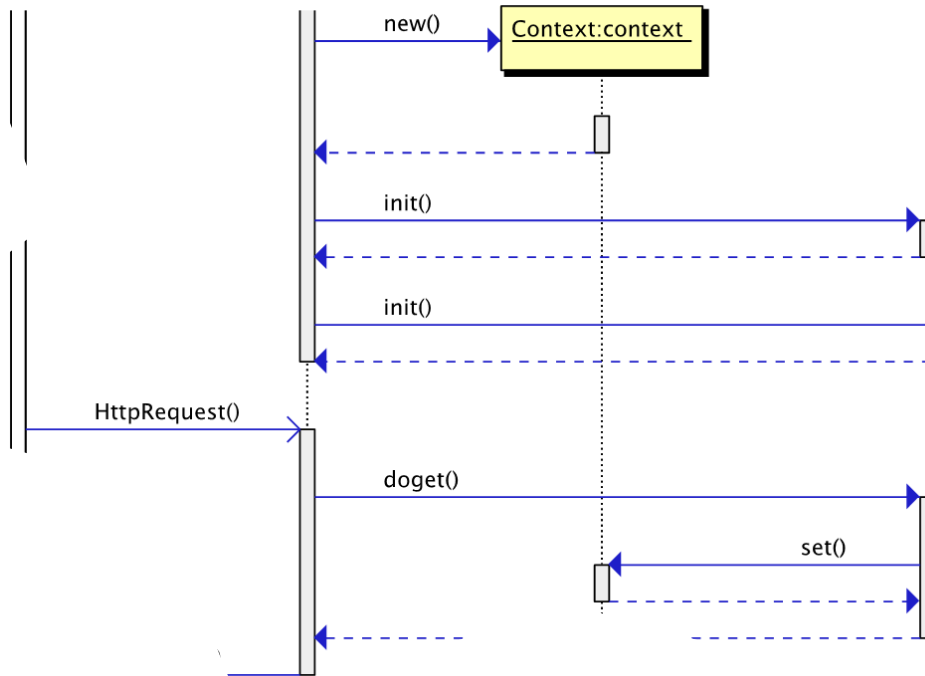 new()
Context:context
init()
init()
HttpRequest()
doget()
set()